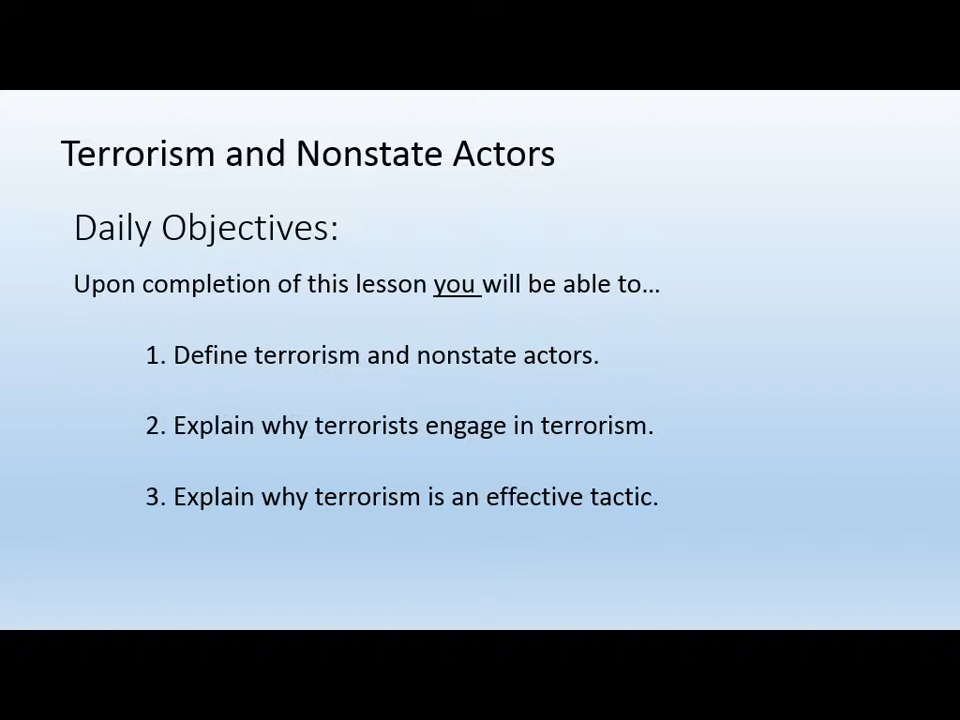 Terrorism and Nonstate Actors
Daily Objectives:
Upon completion of this lesson you will be able to…
1. Define terrorism and nonstate actors.
2. Explain why terrorists engage in terrorism.
3. Explain why terrorism is an effective tactic.